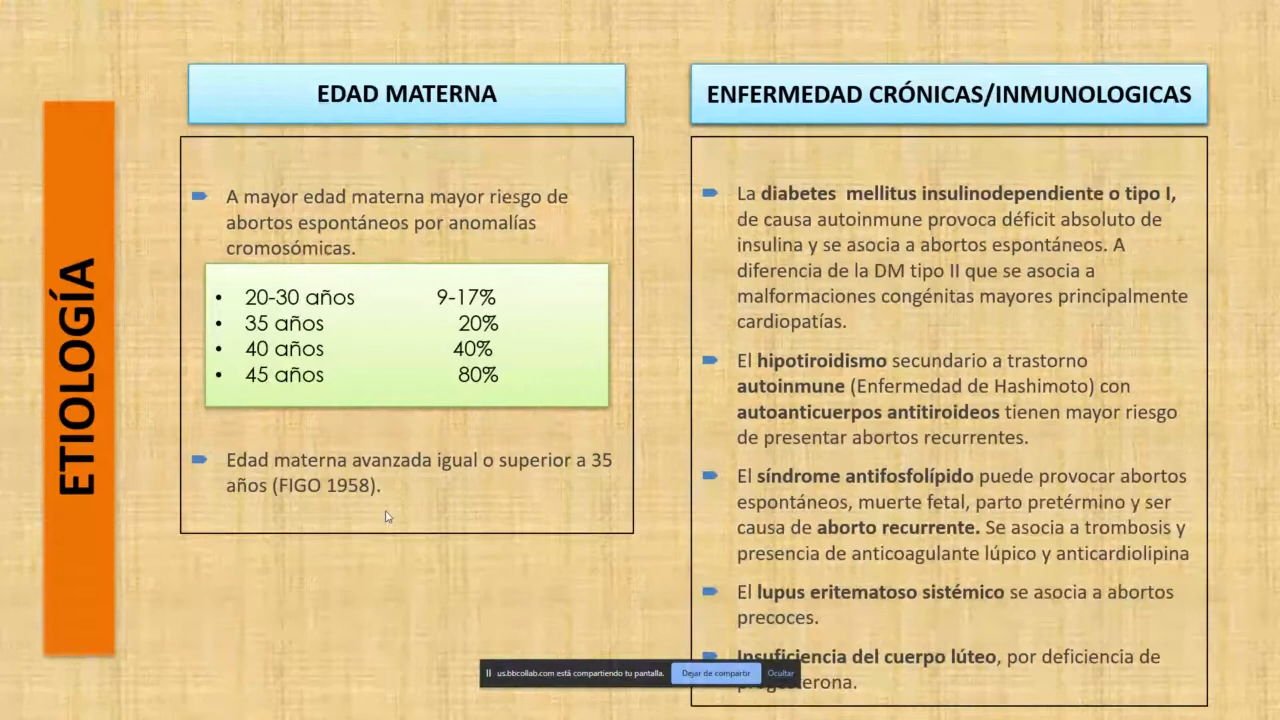 ETIOLOGÍA
EDAD MATERNA
A mayor edad materna mayor riesgo de
abortos espontáneos por anomalías
cromosómicas.
• 20-30 años 9-17%
• 35 años 20%
• 40 años 40%
• 45 años 80%
Edad materna avanzada igual o superior a 35
años (FIGO 1958).
ENFERMEDAD CRÓNICAS/INMUNOLOGICAS
La diabetes mellitus insulinodependiente o tipo I,
de causa autoinmune provoca déficit absoluto de
insulina y se asocia a abortos espontáneos. A
diferencia de la DM tipo II que se asocia a
malformaciones congénitas mayores principalmente
cardiopatías.
El hipotiroidismo secundario a trastorno
autoinmune (Enfermedad de Hashimoto) con
autoanticuerpos antitiroideos tienen mayor riesgo
de presentar abortos recurrentes.
El síndrome antifosfolípido puede provocar abortos
espontáneos, muerte fetal, parto pretérmino y ser
causa de aborto recurrente. Se asocia a trombosis y
presencia de anticoagulante lúpico y anticardiolipina
El lupus eritematoso sistémico se asocia a abortos
precoces.
Insuficiencia del cuerpo lúteo, por deficiencia de
progesterona.
us.bbcollab.com está compartiendo tu pantalla. Dejar de compartir Ocultar